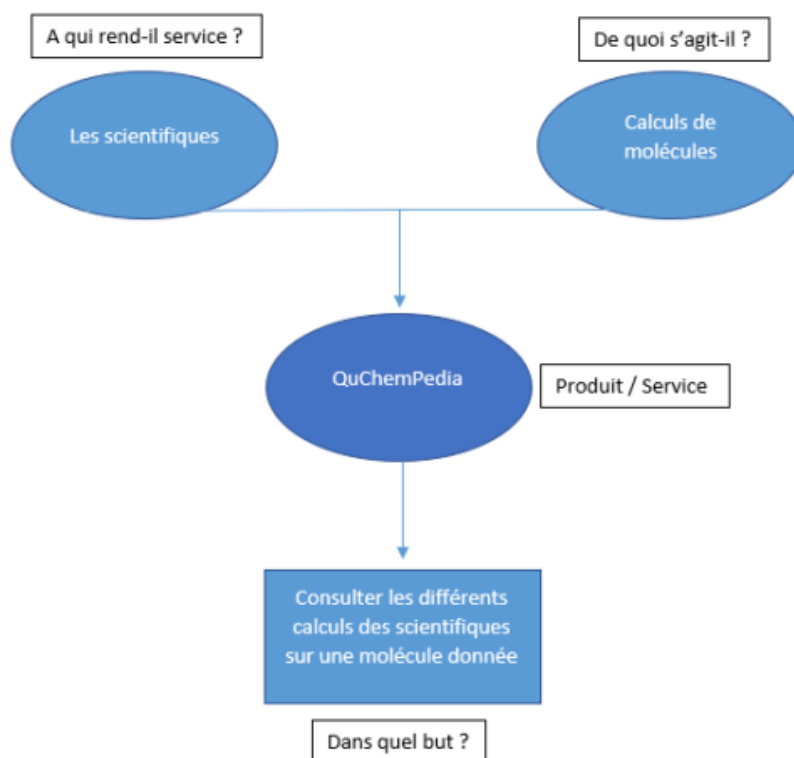 A qui rend-il service ?
De quoi s'agit-il ?
Les scientifiques
Calculs de
molécules
QuChemPedia
Produit / Service
Consulter les différents
calculs des scientifiques
sur une molécule donnée
Dans quel but ?